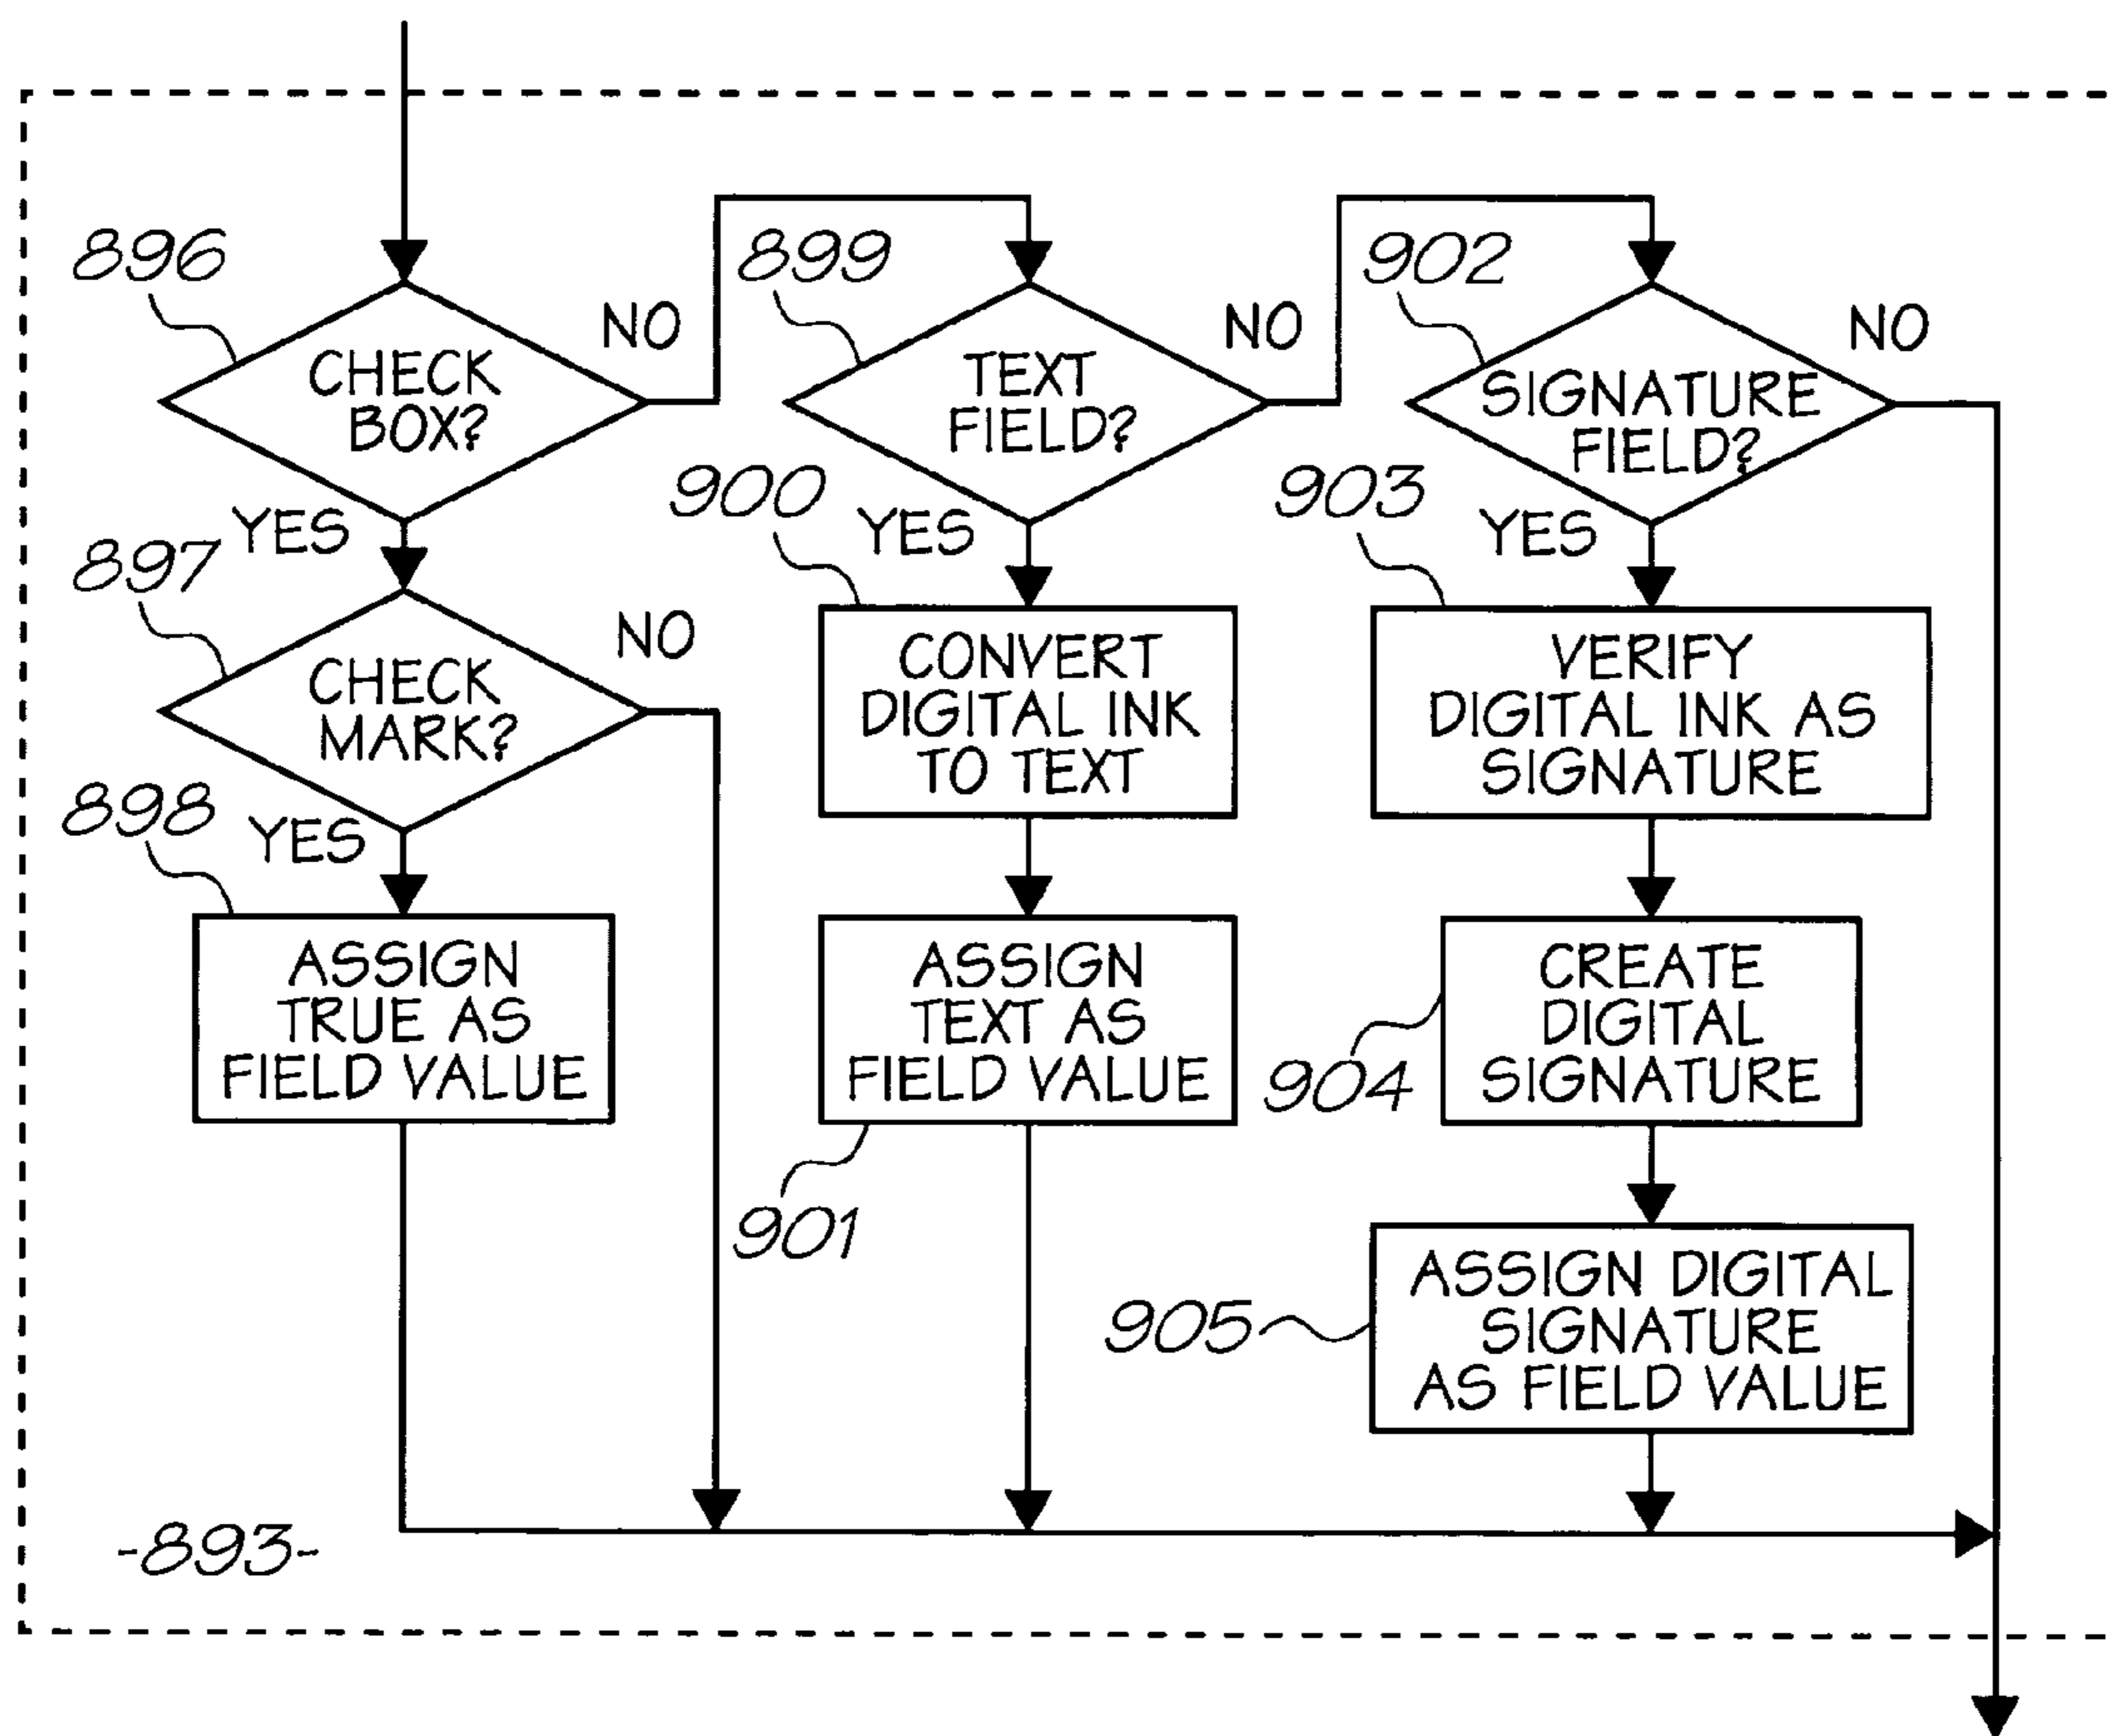 896
CHECK
BOX?
NO
YES
897
CHECK
MARK?
NO
YES
898
ASSIGN
TRUE AS
FIELD VALUE
899
TEXT
FIELD?
NO
YES
900
CONVERT
DIGITAL INK
TO TEXT
ASSIGN
TEXT AS
FIELD VALUE
901
902
SIGNATURE
FIELD?
NO
YES
903
VERIFY
DIGITAL INK AS
SIGNATURE
CREATE
DIGITAL
SIGNATURE
904
ASSIGN DIGITAL
SIGNATURE
AS FIELD VALUE
905
-893-